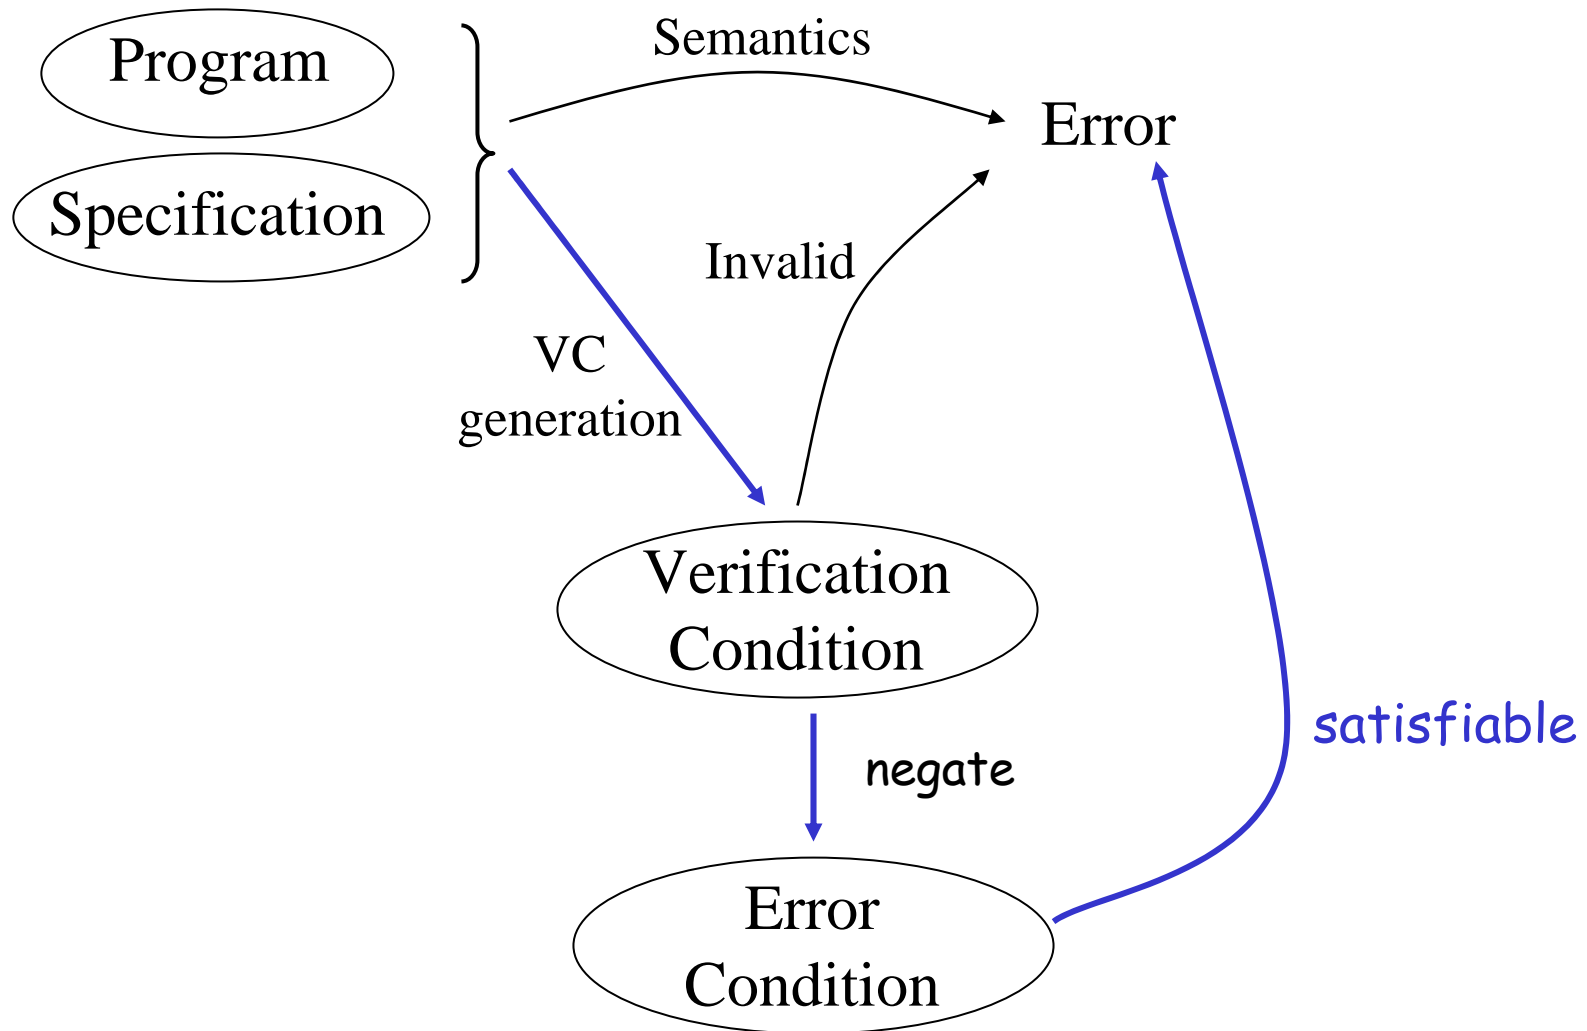 Program
Semantics
Error
Specification
Invalid
VC
generation
Verification
Condition
satisfiable
negate
Error
Condition